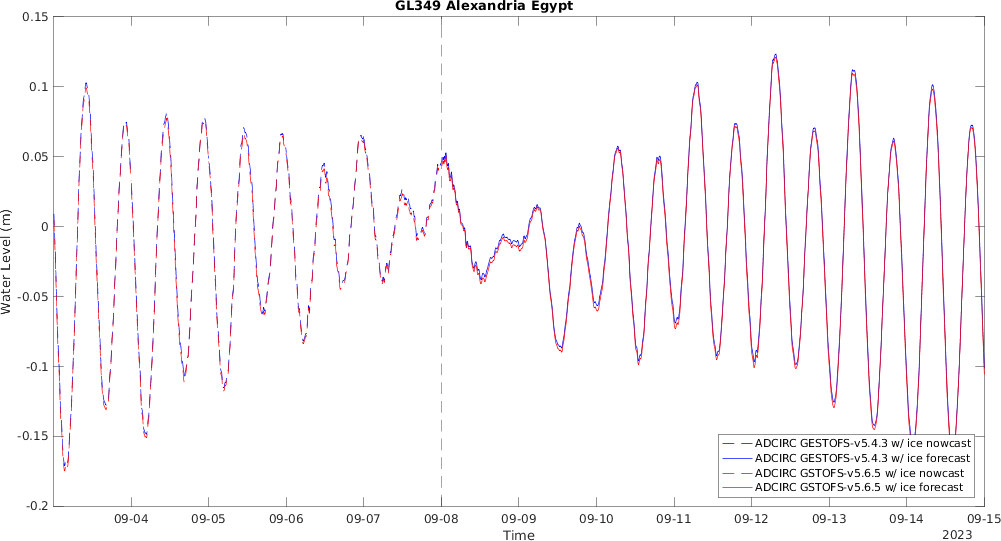 GL349 Alexandria Egypt
0.15
0.1
0.05
0
-0.05
-0.1
-0.15
-0.2
Water Level (m)
ADCIRC GESTOFS-v5.4.3 w/ ice nowcast
ADCIRC GESTOFS-v5.4.3 w/ ice forecast
ADCIRC GSTOFS-v5.6.5 w/ ice nowcast
ADCIRC GSTOFS-v5.6.5 w/ ice forecast
09-04 09-05 09-06 09-07 09-08 09-09 09-10 09-11 09-12 09-13 09-14 09-15
Time
2023